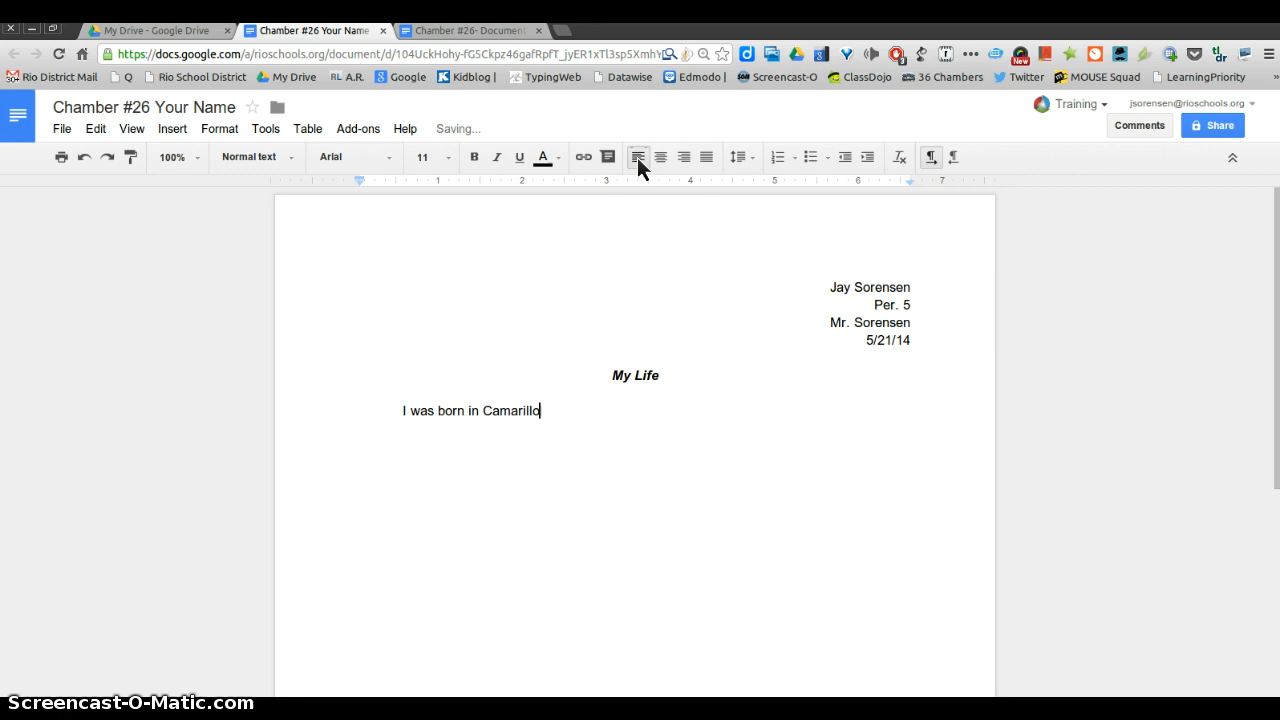 My Drive - Google Drive
Chamber #26 Your Name
Chamber #26- Document
https://docs.google.com/a/rioschools.org/document/d/
Rio District Mail Q Rio School District My Drive A.R. Google Kidblog | TypingWeb Datawise Edmodo | Screencast-O ClassDojo 36 Chambers Twitter MOUSE Squad LearningPriority »
Chamber #26 Your Name
Training
jsorensen@rioschools.org
File Edit View Insert Format Tools Table Add-ons Help Saving...
Comments
Share
100% Normal text Arial 11 B I U A
1 2 3 4 5 6 7
Jay Sorensen
Per. 5
Mr. Sorensen
5/21/14
My Life
I was born in Camarillo
Screencast-O-Matic.com